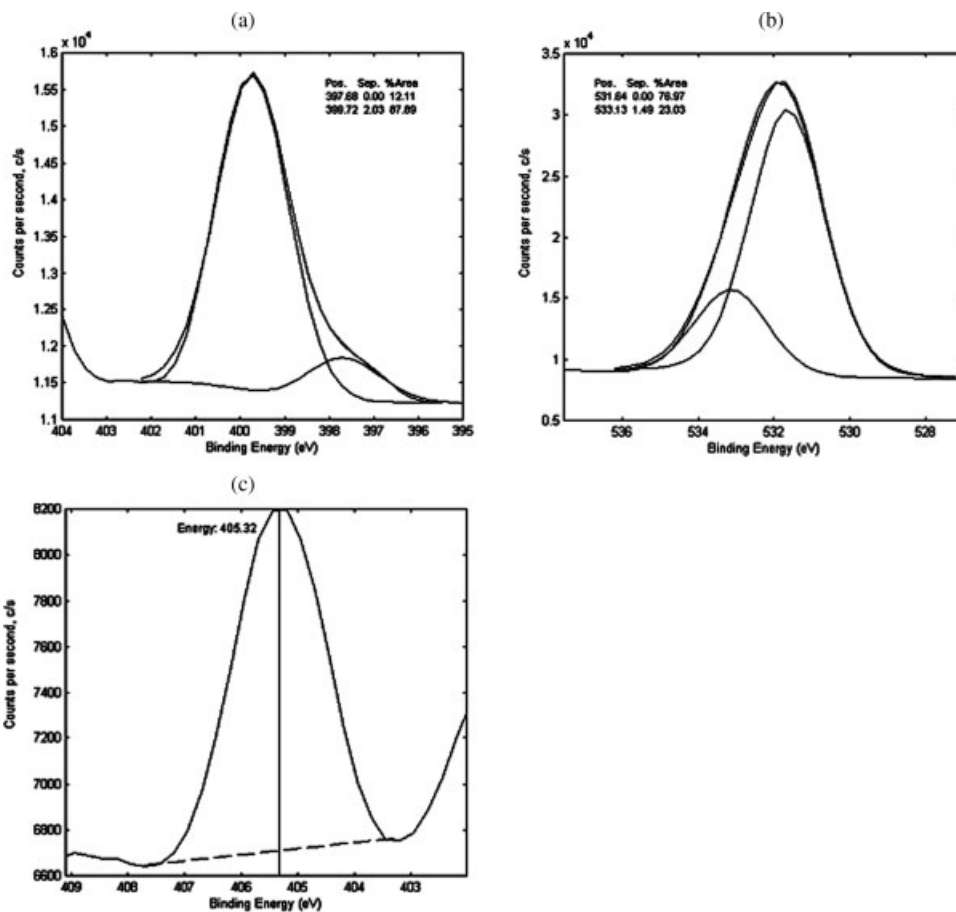 (a)
x 10⁴
1.6
1.55
1.5
1.45
1.4
1.35
1.3
1.25
1.2
1.15
1.1
Counts per second, c/s
Pos. Sep. %Area
397.68 0.00 12.11
399.72 2.03 87.89
404 403 402 401 400 399 398 397 396 395
Binding Energy (eV)
(b)
x 10⁴
3.5
3
2.5
2
1.5
1
0.5
Counts per second, c/s
Pos. Sep. %Area
531.64 0.00 76.97
533.13 1.49 23.03
536 534 532 530 528
Binding Energy (eV)
(c)
8200
8000
7800
7600
7400
7200
7000
6800
6600
Counts per second, c/s
Energy: 405.32
409 408 407 406 405 404 403
Binding Energy (eV)